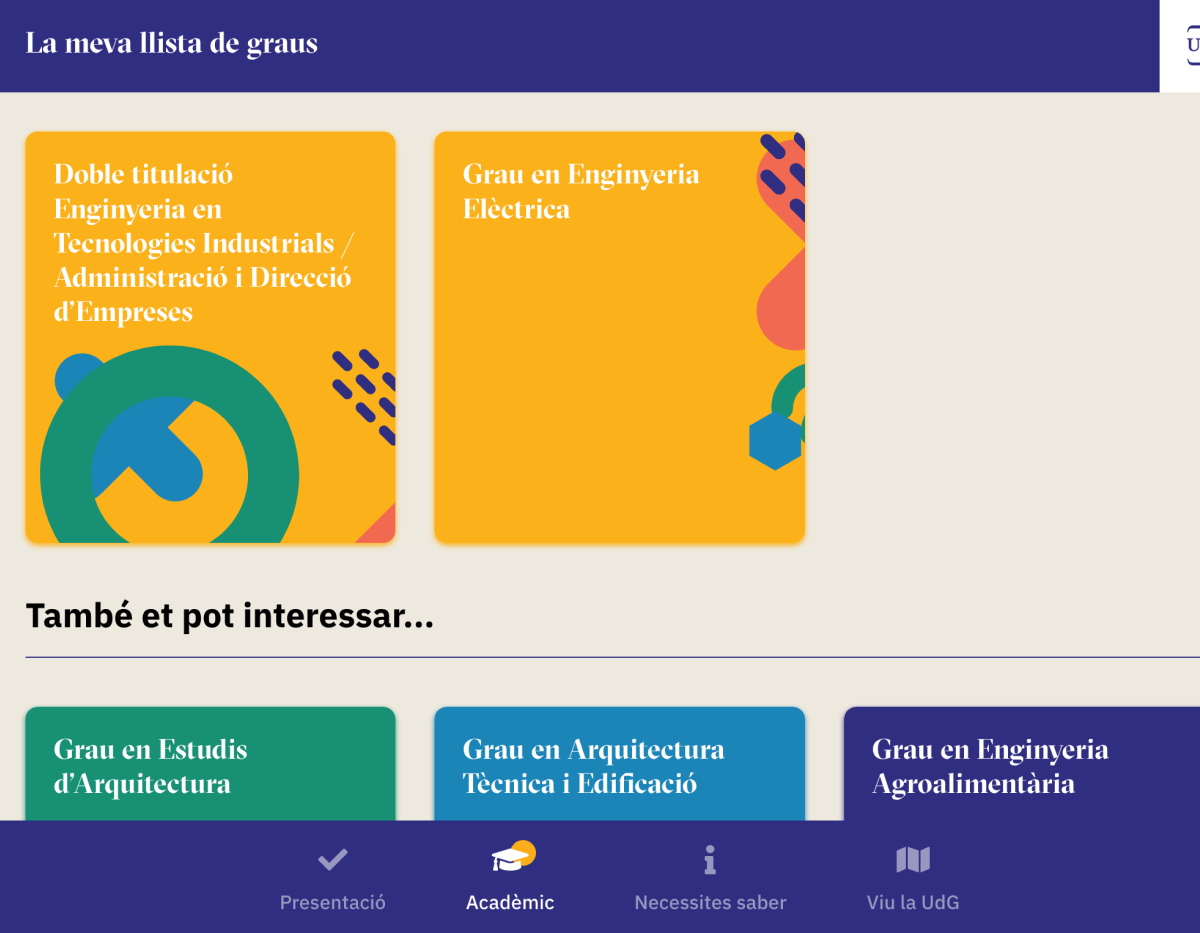 La meva llista de graus
Doble titulació
Enginyeria en
Tecnologies Industrials /
Administració i Direcció
d'Empreses
Grau en Enginyeria
Elèctrica
També et pot interessar...
Grau en Estudis
d'Arquitectura
Grau en Arquitectura
Tècnica i Edificació
Grau en Enginyeria
Agroalimentària
Presentació
Acadèmic
Necessites saber
Viu la UdG